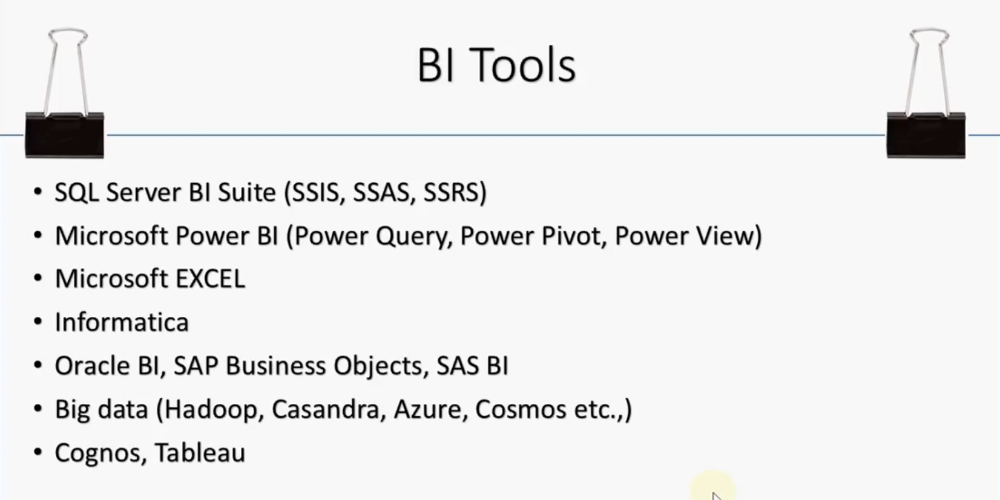 BI Tools
• SQL Server BI Suite (SSIS, SSAS, SSRS)
• Microsoft Power BI (Power Query, Power Pivot, Power View)
• Microsoft EXCEL
• Informatica
• Oracle BI, SAP Business Objects, SAS BI
• Big data (Hadoop, Casandra, Azure, Cosmos etc.,)
• Cognos, Tableau